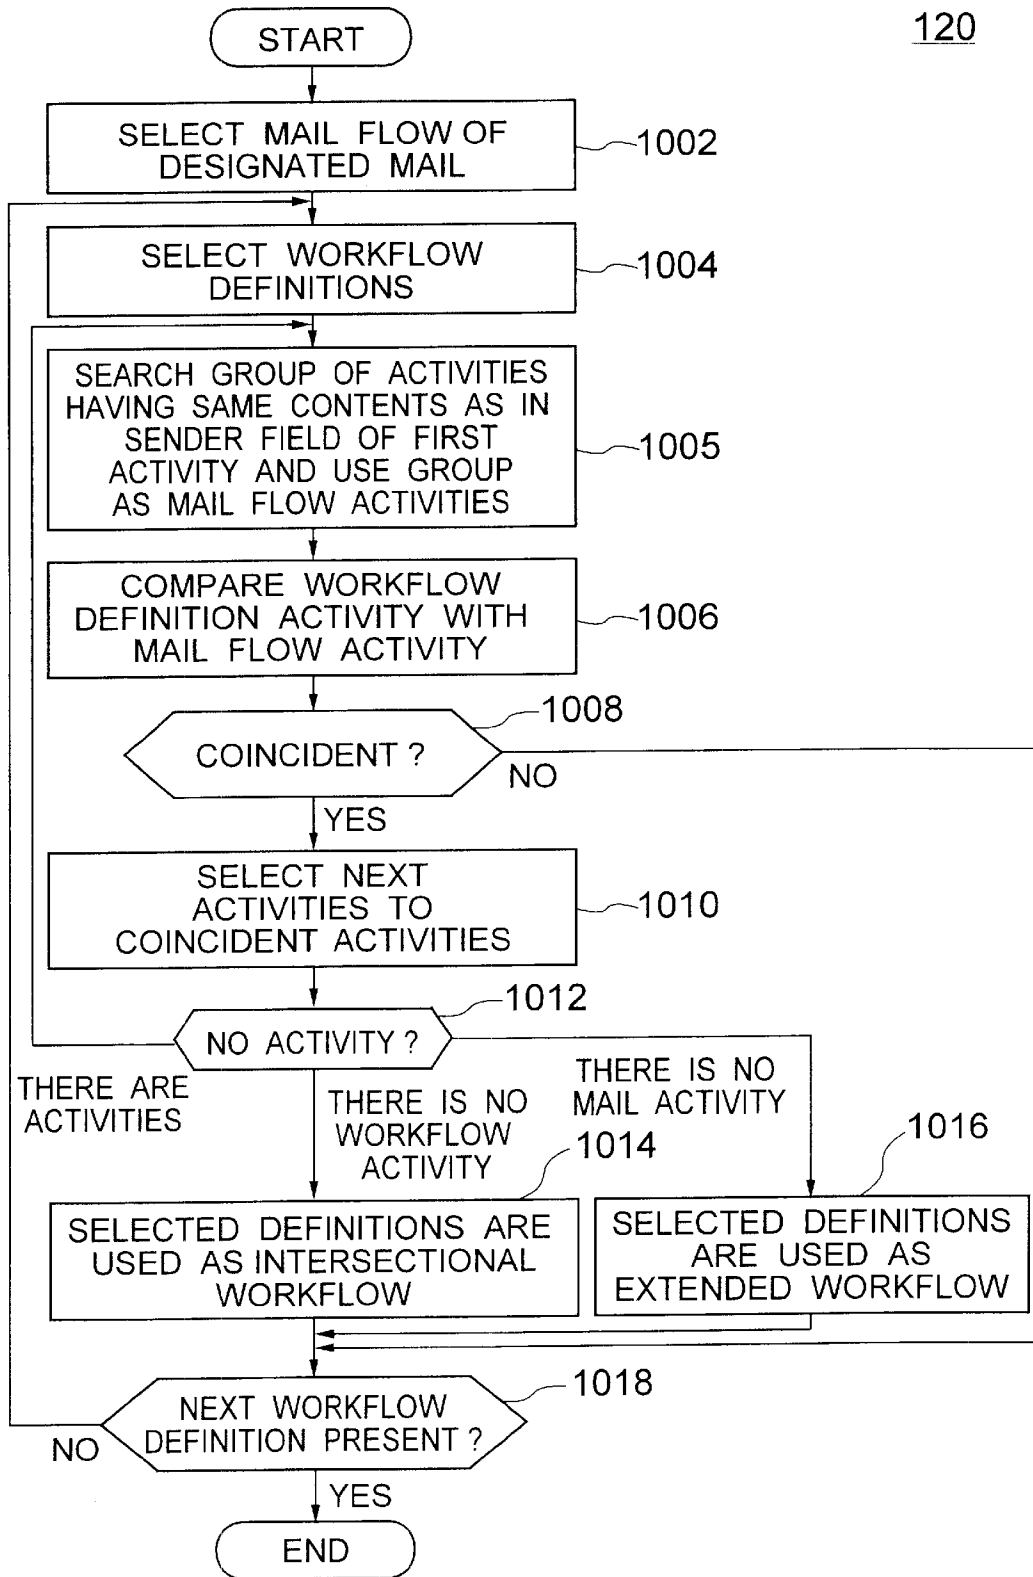 120
START
SELECT MAIL FLOW OF
DESIGNATED MAIL
1002
SELECT WORKFLOW
DEFINITIONS
1004
SEARCH GROUP OF ACTIVITIES
HAVING SAME CONTENTS AS IN
SENDER FIELD OF FIRST
ACTIVITY AND USE GROUP
AS MAIL FLOW ACTIVITIES
1005
COMPARE WORKFLOW
DEFINITION ACTIVITY WITH
MAIL FLOW ACTIVITY
1006
1008
COINCIDENT ?
NO
YES
SELECT NEXT
ACTIVITIES TO
COINCIDENT ACTIVITIES
1010
1012
NO ACTIVITY ?
THERE ARE
ACTIVITIES
THERE IS NO
WORKFLOW
ACTIVITY
THERE IS NO
MAIL ACTIVITY
1014
SELECTED DEFINITIONS ARE
USED AS INTERSECTIONAL
WORKFLOW
1016
SELECTED DEFINITIONS
ARE USED AS
EXTENDED WORKFLOW
1018
NEXT WORKFLOW
DEFINITION PRESENT ?
NO
YES
END